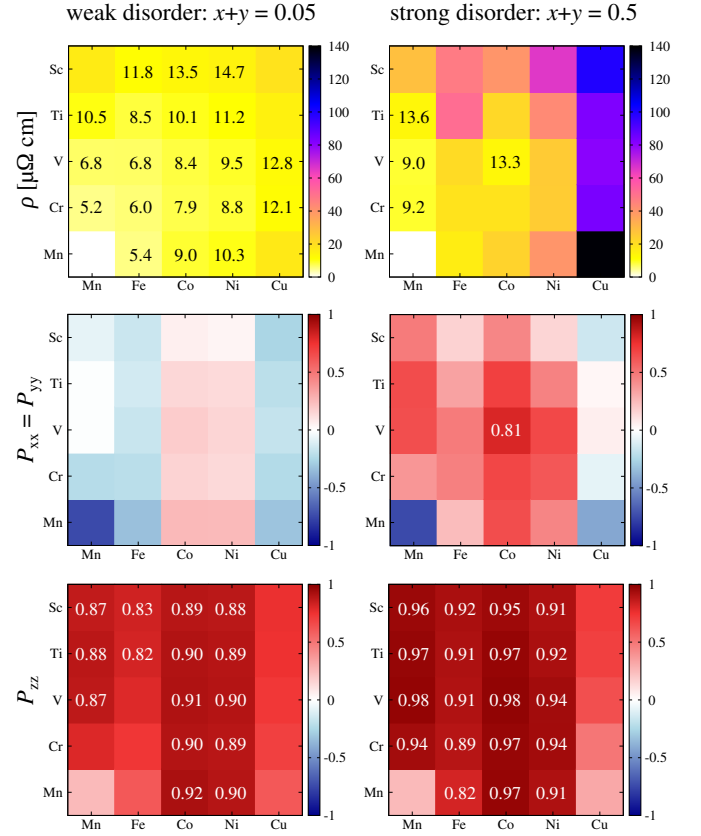 weak disorder: x+y = 0.05
strong disorder: x+y = 0.5
ρ [μΩ cm]
Sc 11.8 13.5 14.7
Ti 10.5 8.5 10.1 11.2
V 6.8 6.8 8.4 9.5 12.8
Cr 5.2 6.0 7.9 8.8 12.1
Mn 5.4 9.0 10.3
Mn Fe Co Ni Cu
140
120
100
80
60
40
20
0
Sc
Ti 13.6
V 9.0 13.3
Cr 9.2
Mn
Mn Fe Co Ni Cu
140
120
100
80
60
40
20
0
Pxx = Pyy
Sc
Ti
V
Cr
Mn
Mn Fe Co Ni Cu
1
0.5
0
-0.5
-1
Sc
Ti
V 0.81
Cr
Mn
Mn Fe Co Ni Cu
1
0.5
0
-0.5
-1
Pzz
Sc 0.87 0.83 0.89 0.88
Ti 0.88 0.82 0.90 0.89
V 0.87 0.91 0.90
Cr 0.90 0.89
Mn 0.92 0.90
Mn Fe Co Ni Cu
1
0.5
0
-0.5
-1
Sc 0.96 0.92 0.95 0.91
Ti 0.97 0.91 0.97 0.92
V 0.98 0.91 0.98 0.94
Cr 0.94 0.89 0.97 0.94
Mn 0.82 0.97 0.91
Mn Fe Co Ni Cu
1
0.5
0
-0.5
-1